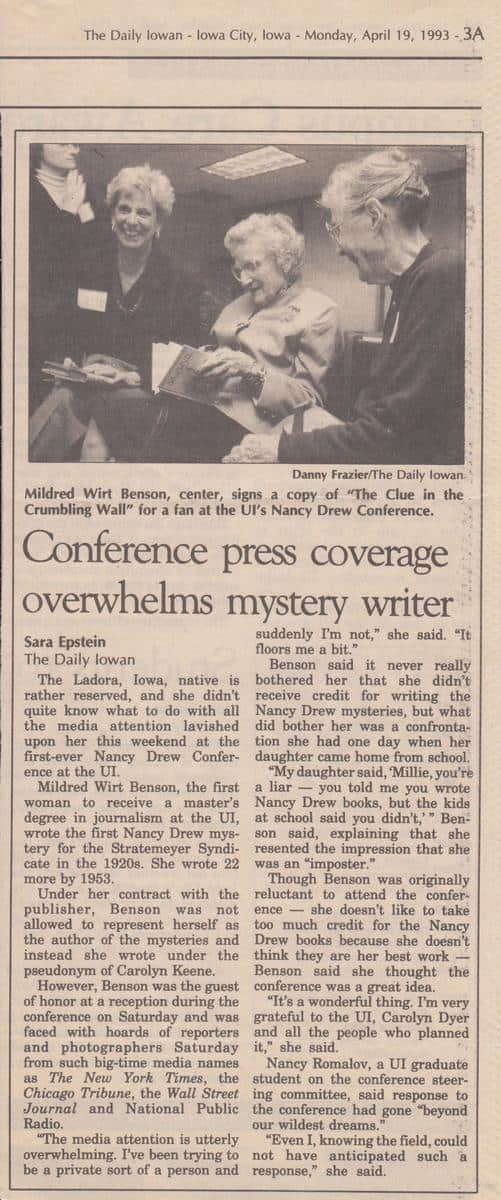 The Daily Iowan - Iowa City, Iowa - Monday, April 19, 1993 - 3A
Danny Frazier/The Daily Iowan
Mildred Wirt Benson, center, signs a copy of "The Clue in the
Crumbling Wall" for a fan at the UI's Nancy Drew Conference.
Conference press coverage
overwhelms mystery writer
Sara Epstein
The Daily Iowan
The Ladora, Iowa, native is
rather reserved, and she didn't
quite know what to do with all
the media attention lavished
upon her this weekend at the
first-ever Nancy Drew Confer-
ence at the UI.
Mildred Wirt Benson, the first
woman to receive a master's
degree in journalism at the UI,
wrote the first Nancy Drew mys-
tery for the Stratemeyer Syndi-
cate in the 1920s. She wrote 22
more by 1953.
Under her contract with the
publisher, Benson was not
allowed to represent herself as
the author of the mysteries and
instead she wrote under the
pseudonym of Carolyn Keene.
However, Benson was the guest
of honor at a reception during the
conference on Saturday and was
faced with hoards of reporters
and photographers Saturday
from such big-time media names
as The New York Times, the
Chicago Tribune, the Wall Street
Journal and National Public
Radio.
"The media attention is utterly
overwhelming. I've been trying to
be a private sort of a person and
suddenly I'm not," she said. "It
floors me a bit."
Benson said it never really
bothered her that she didn't
receive credit for writing the
Nancy Drew mysteries, but what
did bother her was a confronta-
tion she had one day when her
daughter came home from school.
"My daughter said, 'Millie, you're
a liar — you told me you wrote
Nancy Drew books, but the kids
at school said you didn't,' " Ben-
son said, explaining that she
resented the impression that she
was an "imposter."
Though Benson was originally
reluctant to attend the confer-
ence — she doesn't like to take
too much credit for the Nancy
Drew books because she doesn't
think they are her best work —
Benson said she thought the
conference was a great idea.
"It's a wonderful thing. I'm very
grateful to the UI, Carolyn Dyer
and all the people who planned
it," she said.
Nancy Romalov, a UI graduate
student on the conference steer-
ing committee, said response to
the conference had gone "beyond
our wildest dreams."
"Even I, knowing the field, could
not have anticipated such a
response," she said.